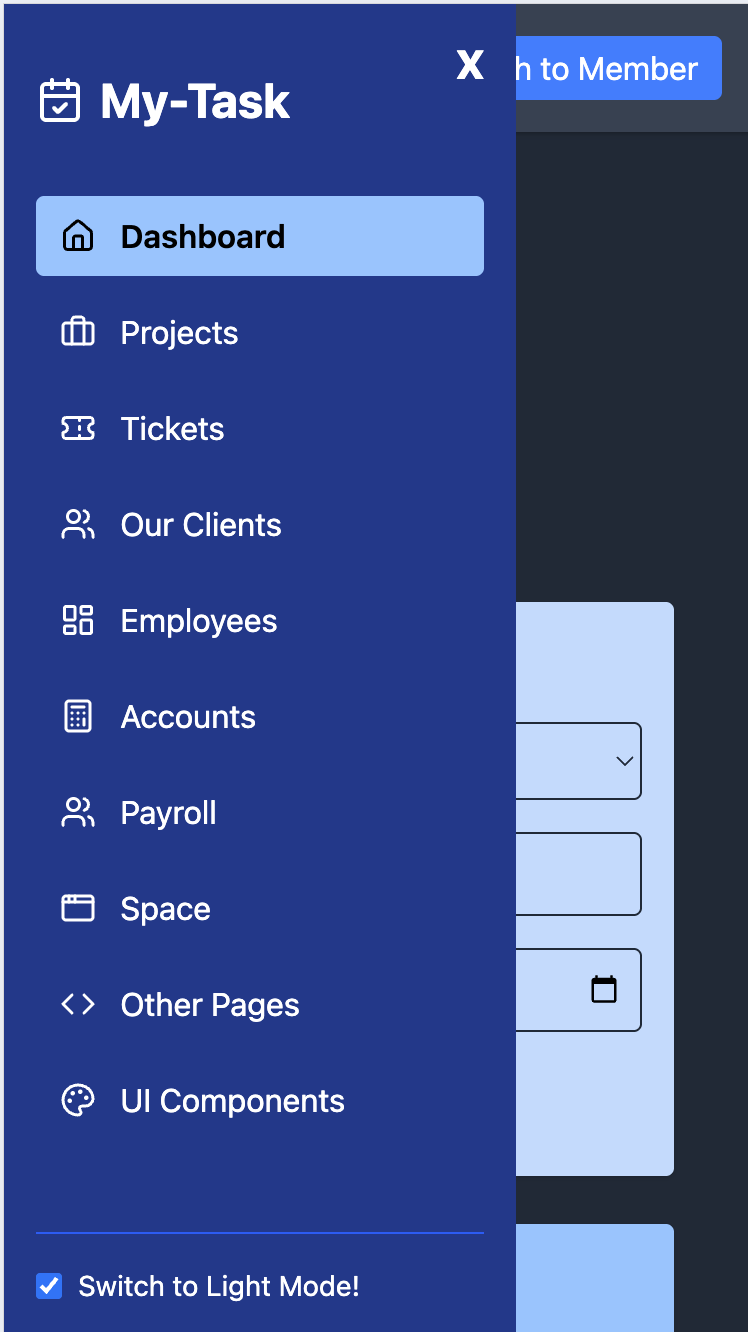 X
h to Member
My-Task
Dashboard
Projects
Tickets
Our Clients
Employees
Accounts
Payroll
Space
Other Pages
UI Components
Switch to Light Mode!